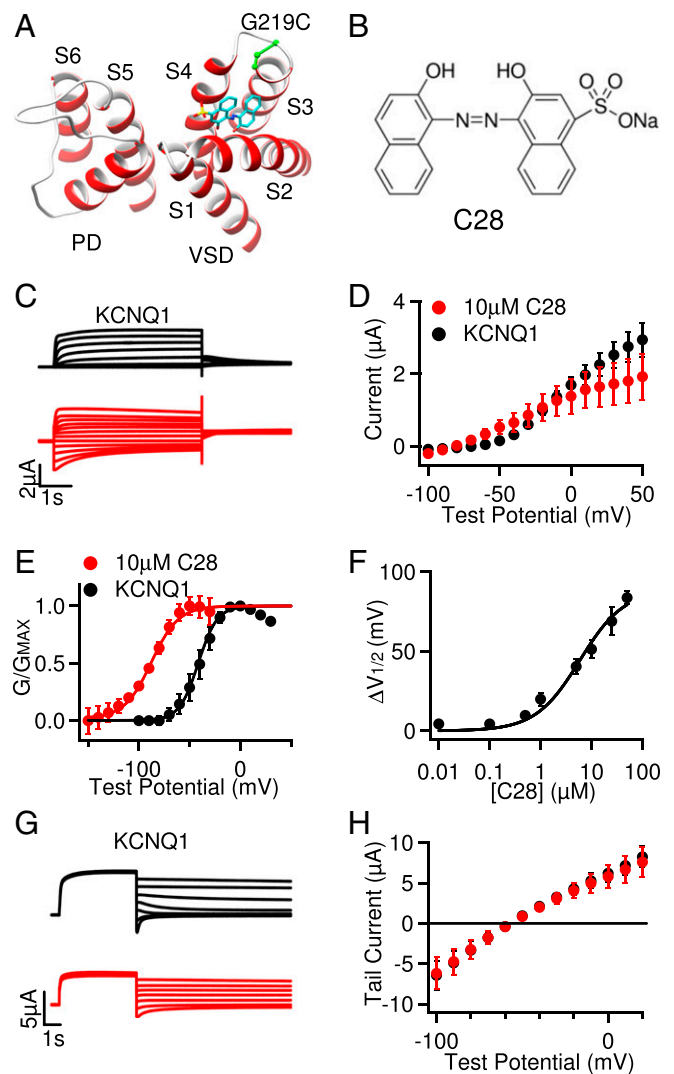 A
G219C
S6
S5
S4
S3
S2
S1
PD
VSD
B
OH
HO
O
O
S
ONa
N=N
C28
C
KCNQ1
2μA
1s
D
10μM C28
KCNQ1
Current (μA)
4
2
0
-100
-50
0
50
Test Potential (mV)
E
10μM C28
KCNQ1
G/GMAX
1.0
0.5
0.0
-100
0
Test Potential (mV)
F
ΔV1/2 (mV)
100
50
0
0.01
0.1
1
10
100
[C28] (μM)
G
KCNQ1
5μA
1s
H
Tail Current (μA)
10
5
0
-5
-10
-100
0
Test Potential (mV)